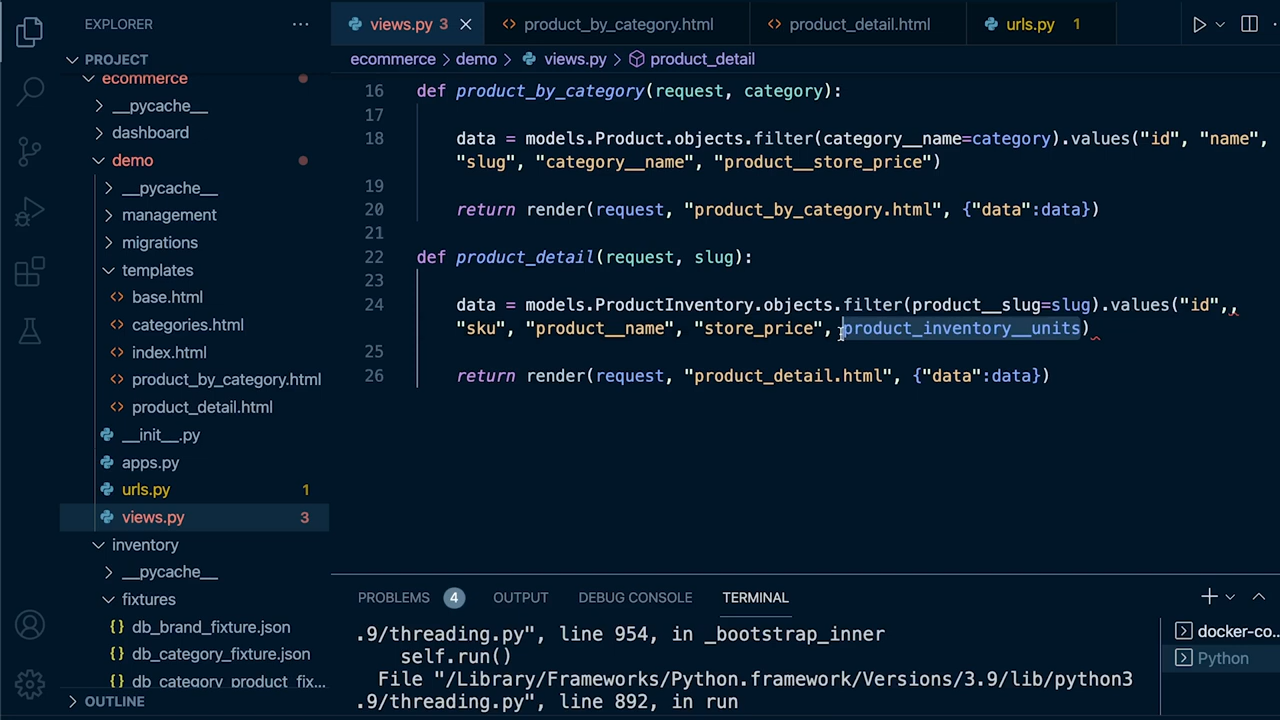 EXPLORER
views.py 3
product_by_category.html
product_detail.html
urls.py 1
PROJECT
ecommerce > demo > views.py > product_detail
ecommerce
__pycache__
dashboard
demo
__pycache__
management
migrations
templates
base.html
categories.html
index.html
product_by_category.html
product_detail.html
__init__.py
apps.py
urls.py 1
views.py 3
inventory
__pycache__
fixtures
db_brand_fixture.json
db_category_fixture.json
db_category_product_fix...
OUTLINE
16 def product_by_category(request, category):
17
18 data = models.Product.objects.filter(category__name=category).values("id", "name",
"slug", "category__name", "product__store_price")
19
20 return render(request, "product_by_category.html", {"data":data})
21
22 def product_detail(request, slug):
23
24 data = models.ProductInventory.objects.filter(product__slug=slug).values("id",,
"sku", "product__name", "store_price", product_inventory__units)
25
26 return render(request, "product_detail.html", {"data":data})
PROBLEMS 4 OUTPUT DEBUG CONSOLE TERMINAL
.9/threading.py", line 954, in _bootstrap_inner
self.run()
File "/Library/Frameworks/Python.framework/Versions/3.9/lib/python3
.9/threading.py", line 892, in run
docker-co...
Python